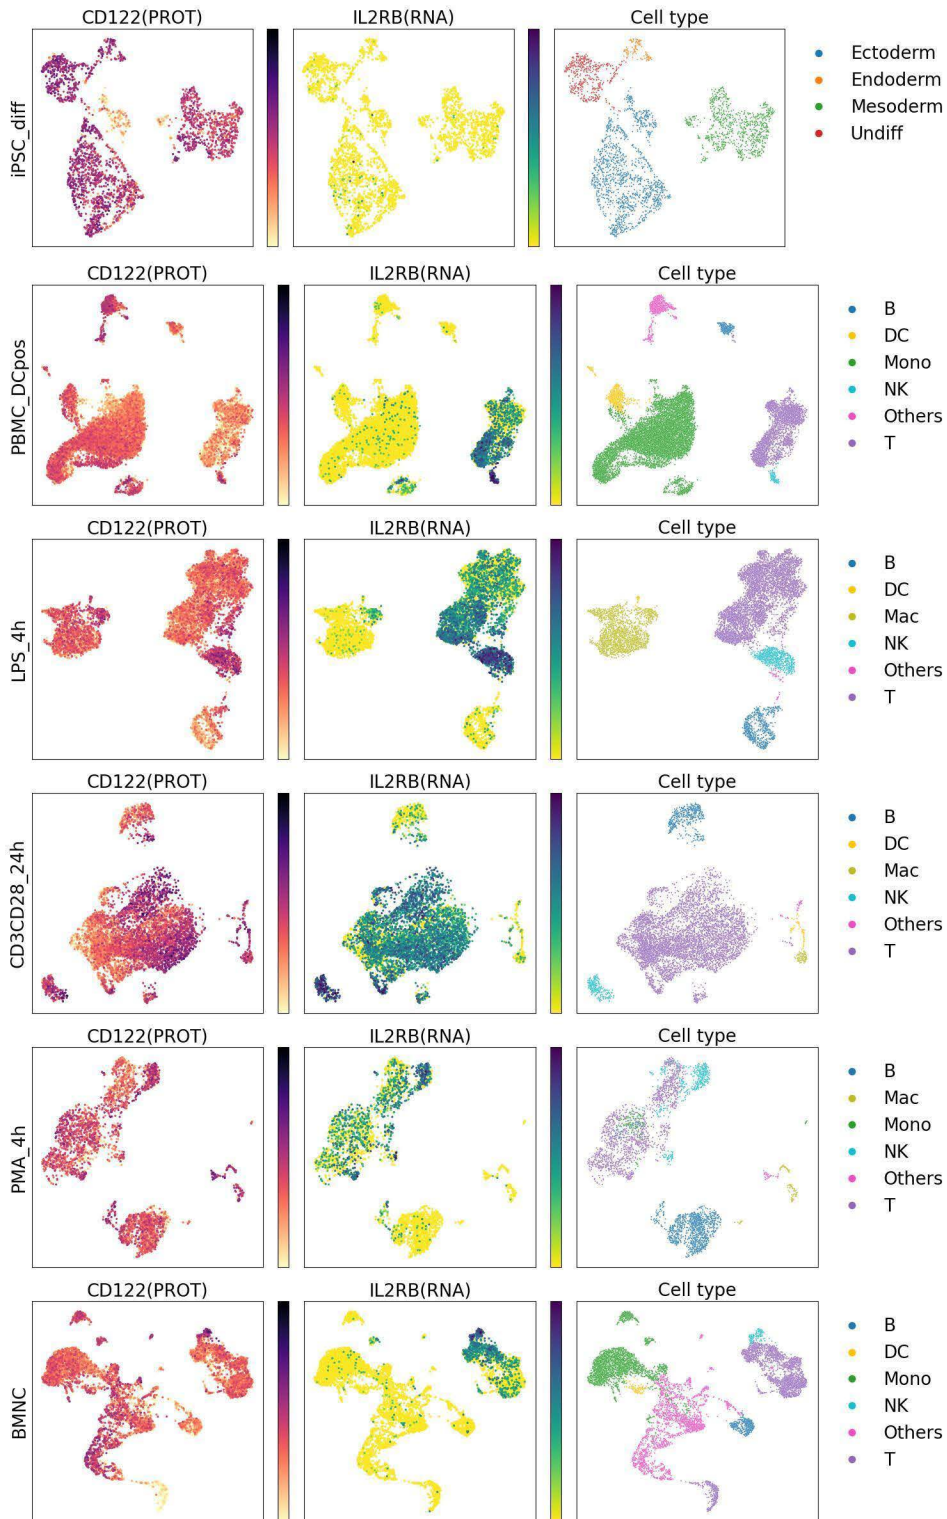 CD122(PROT) IL2RB(RNA) Cell type
iPSC_diff
Ectoderm
Endoderm
Mesoderm
Undiff
CD122(PROT) IL2RB(RNA) Cell type
PBMC_DCpos
B
DC
Mono
NK
Others
T
CD122(PROT) IL2RB(RNA) Cell type
LPS_4h
B
DC
Mac
NK
Others
T
CD122(PROT) IL2RB(RNA) Cell type
CD3CD28_24h
B
DC
Mac
NK
Others
T
CD122(PROT) IL2RB(RNA) Cell type
PMA_4h
B
Mac
Mono
NK
Others
T
CD122(PROT) IL2RB(RNA) Cell type
BMNC
B
DC
Mono
NK
Others
T